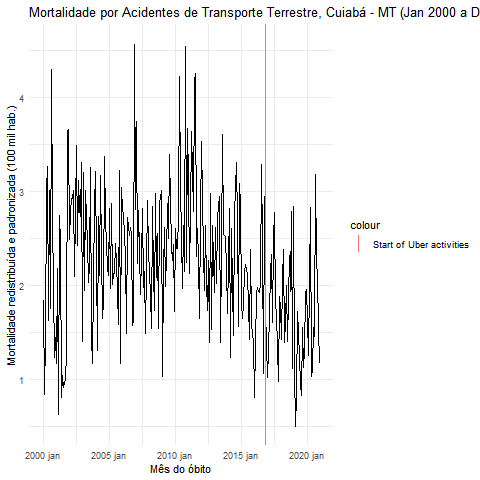 Mortalidade por Acidentes de Transporte Terrestre, Cuiabá - MT (Jan 2000 a D
Mortalidade redistribuída e padronizada (100 mil hab.)
4
3
2
1
2000 jan
2005 jan
2010 jan
2015 jan
2020 jan
Mês do óbito
colour
Start of Uber activities